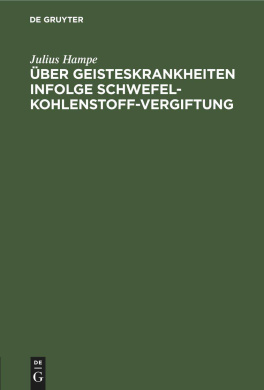 DE GRUYTER
Julius Hampe
ÜBER GEISTESKRANKHEITEN
INFOLGE SCHWEFEL-
KOHLENSTOFF-VERGIFTUNG
DE
G